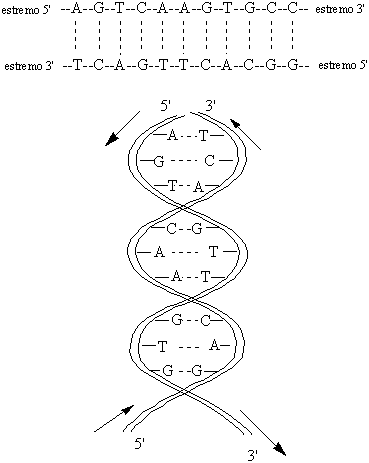 estremo 5' --A--G--T--C--A--A--G--T--G--C--C-- estremo 3'
estremo 3' --T--C--A--G--T--T--C--A--C--G--G-- estremo 5'
5' 3'
A---T
G----C
T--A
C--G
A----T
A--T
G--C
T----A
G--G
5' 3'